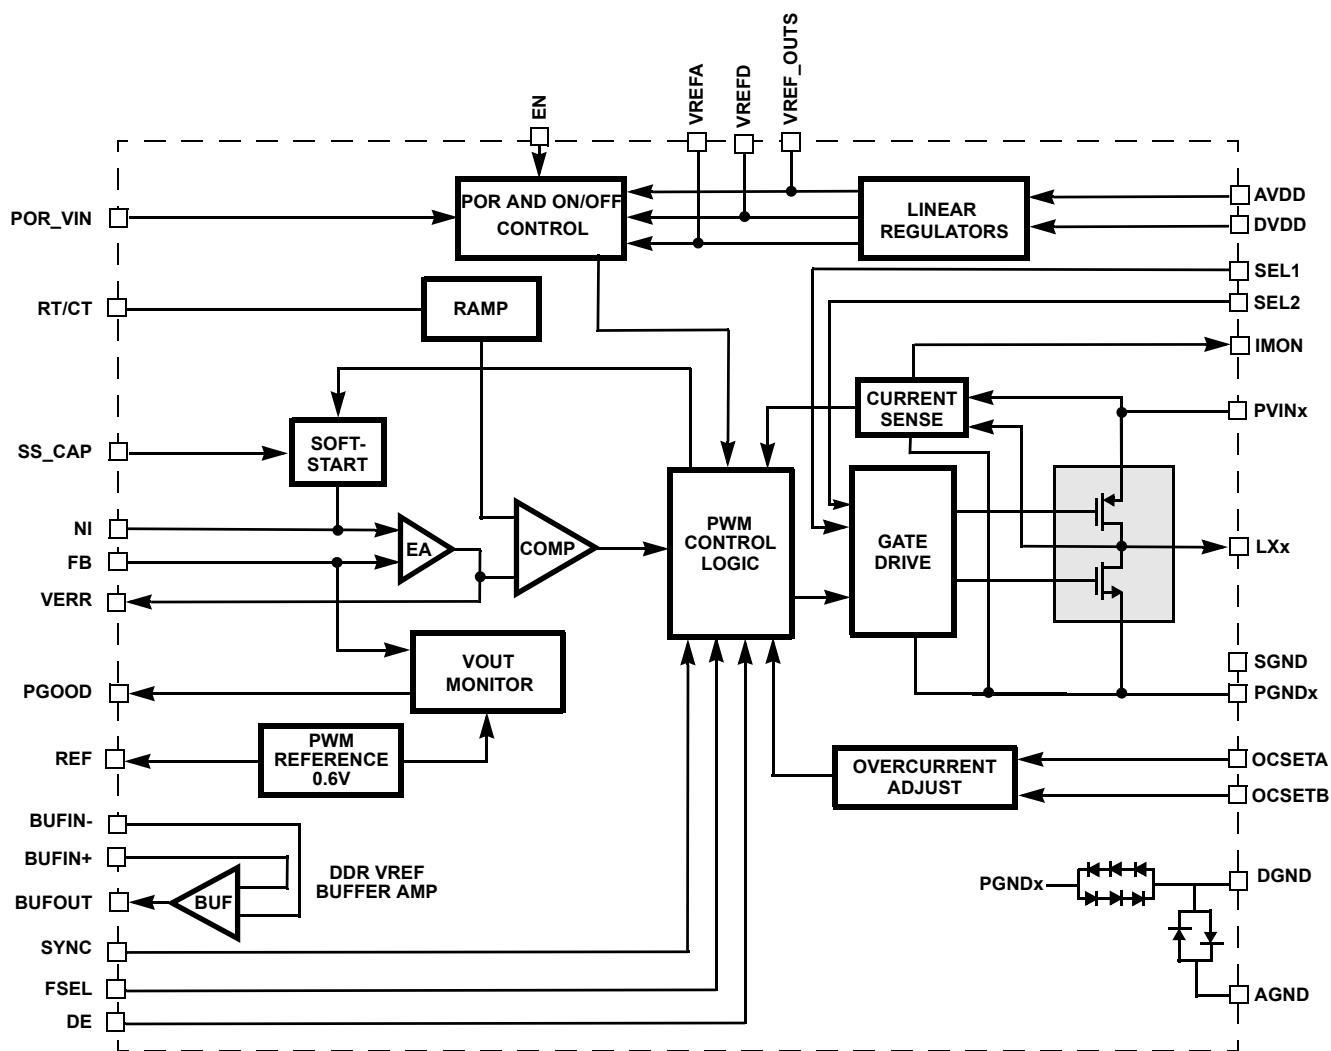 EN
VREFA
VREFD
VREF_OUTS
POR_VIN
POR AND ON/OFF
CONTROL
LINEAR
REGULATORS
AVDD
DVDD
SEL1
SEL2
RT/CT
RAMP
IMON
CURRENT
SENSE
PVINx
SS_CAP
SOFT-
START
NI
FB
EA
COMP
PWM
CONTROL
LOGIC
GATE
DRIVE
LXx
VERR
VOUT
MONITOR
SGND
PGOOD
PGNDx
REF
PWM
REFERENCE
0.6V
OVERCURRENT
ADJUST
OCSETA
OCSETB
BUFIN-
BUFIN+
BUFOUT
BUF
DDR VREF
BUFFER AMP
PGNDx
DGND
SYNC
FSEL
DE
AGND